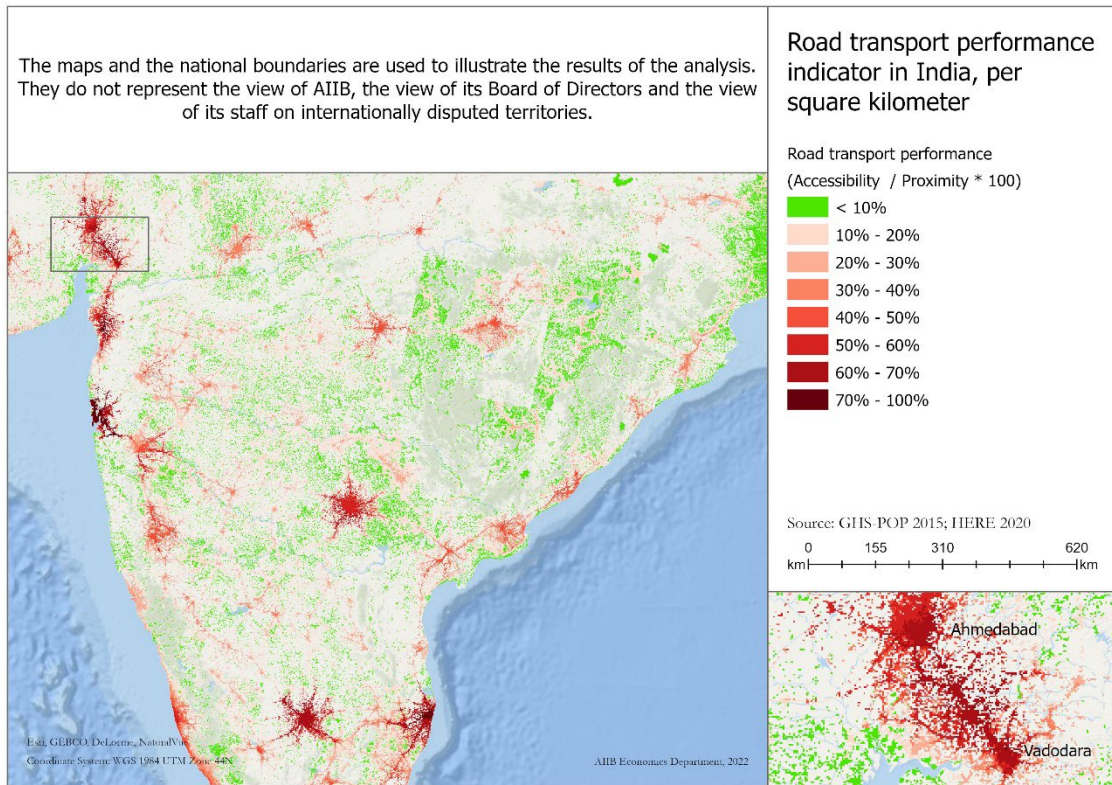 The maps and the national boundaries are used to illustrate the results of the analysis.
They do not represent the view of AIIB, the view of its Board of Directors and the view
of its staff on internationally disputed territories.
Road transport performance
indicator in India, per
square kilometer
Road transport performance
(Accessibility / Proximity * 100)
< 10%
10% - 20%
20% - 30%
30% - 40%
40% - 50%
50% - 60%
60% - 70%
70% - 100%
Source: GHS-POP 2015; HERE 2020
0 155 310 620
km km
Ahmedabad
Vadodara
Esri, GEBCO, DeLorme, NaturalVue
Coordinate System: WGS 1984 UTM Zone 44N
AIIB Economics Department, 2022